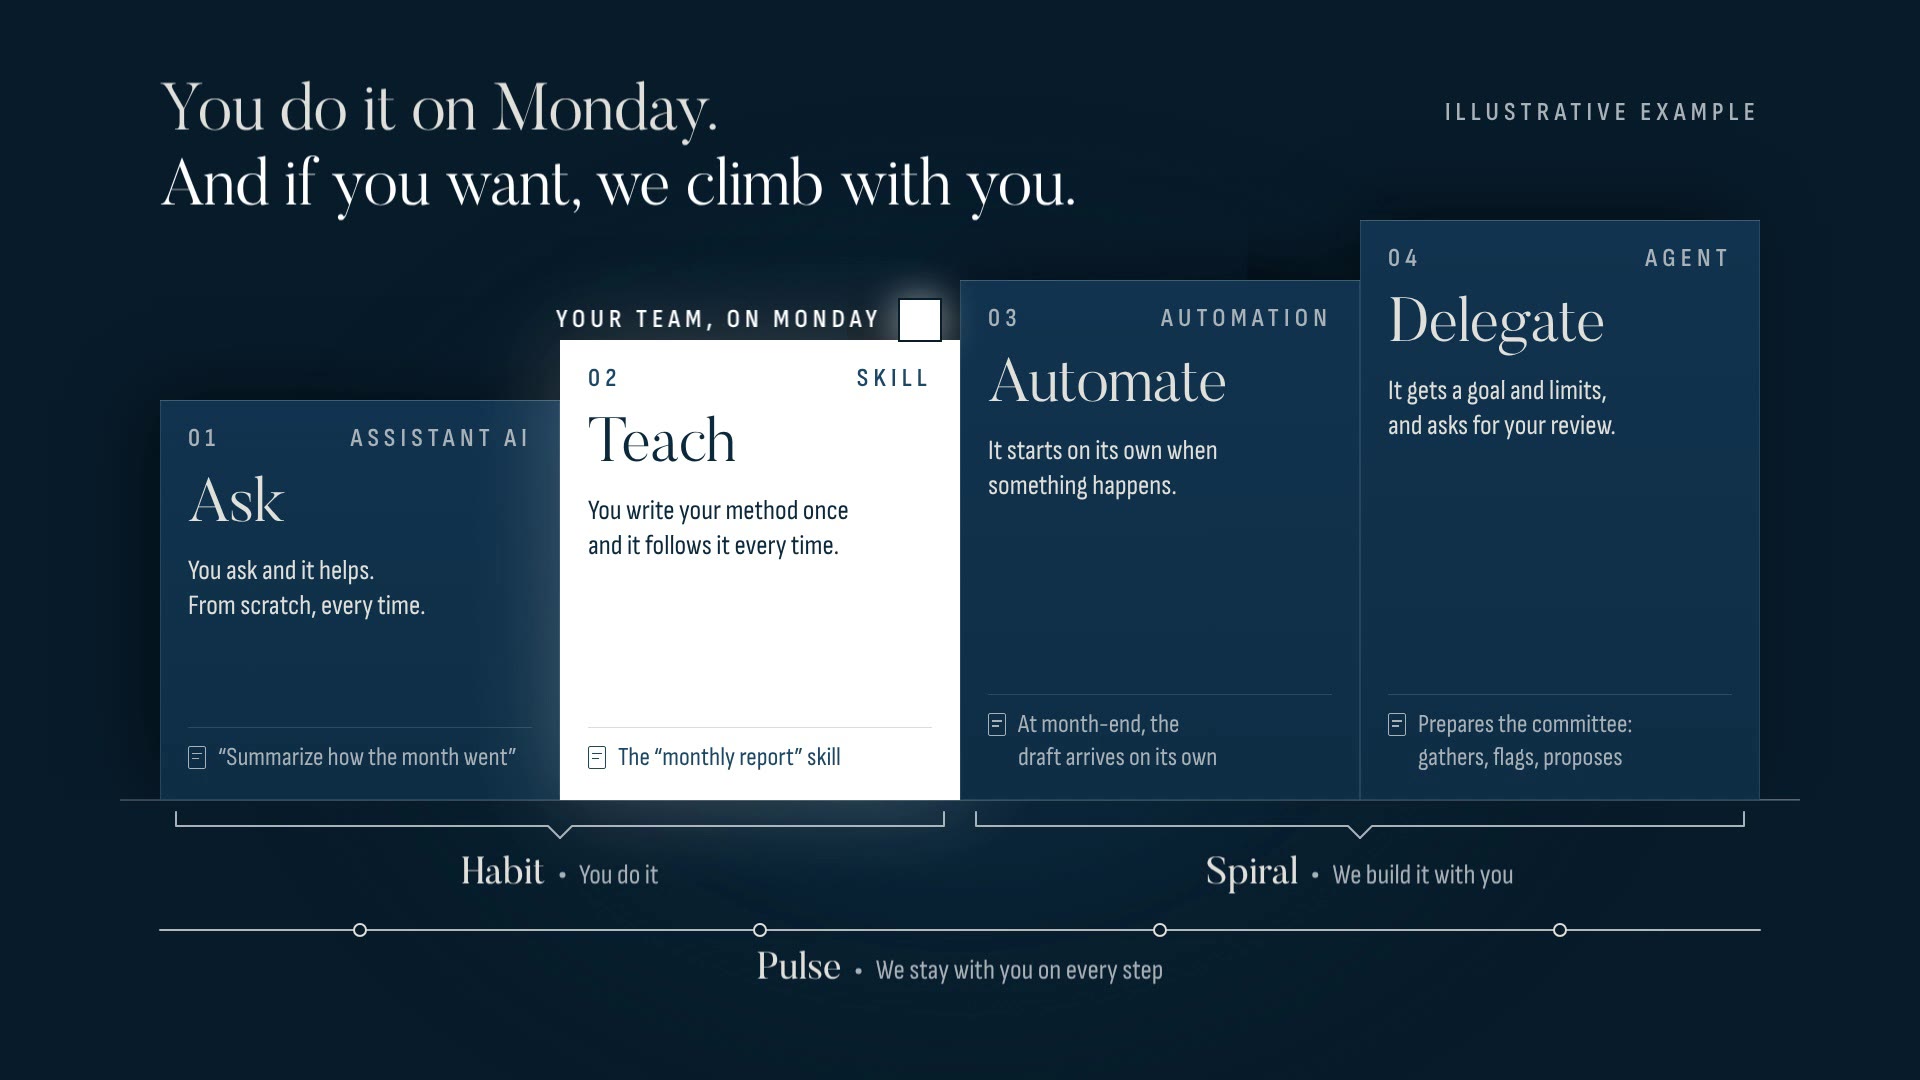 You do it on Monday.
And if you want, we climb with you.
ILLUSTRATIVE EXAMPLE
01 ASSISTANT AI
Ask
You ask and it helps.
From scratch, every time.
“Summarize how the month went”
YOUR TEAM, ON MONDAY
02 SKILL
Teach
You write your method once
and it follows it every time.
The “monthly report” skill
03 AUTOMATION
Automate
It starts on its own when
something happens.
At month-end, the
draft arrives on its own
04 AGENT
Delegate
It gets a goal and limits,
and asks for your review.
Prepares the committee:
gathers, flags, proposes
Habit • You do it
Spiral • We build it with you
Pulse • We stay with you on every step